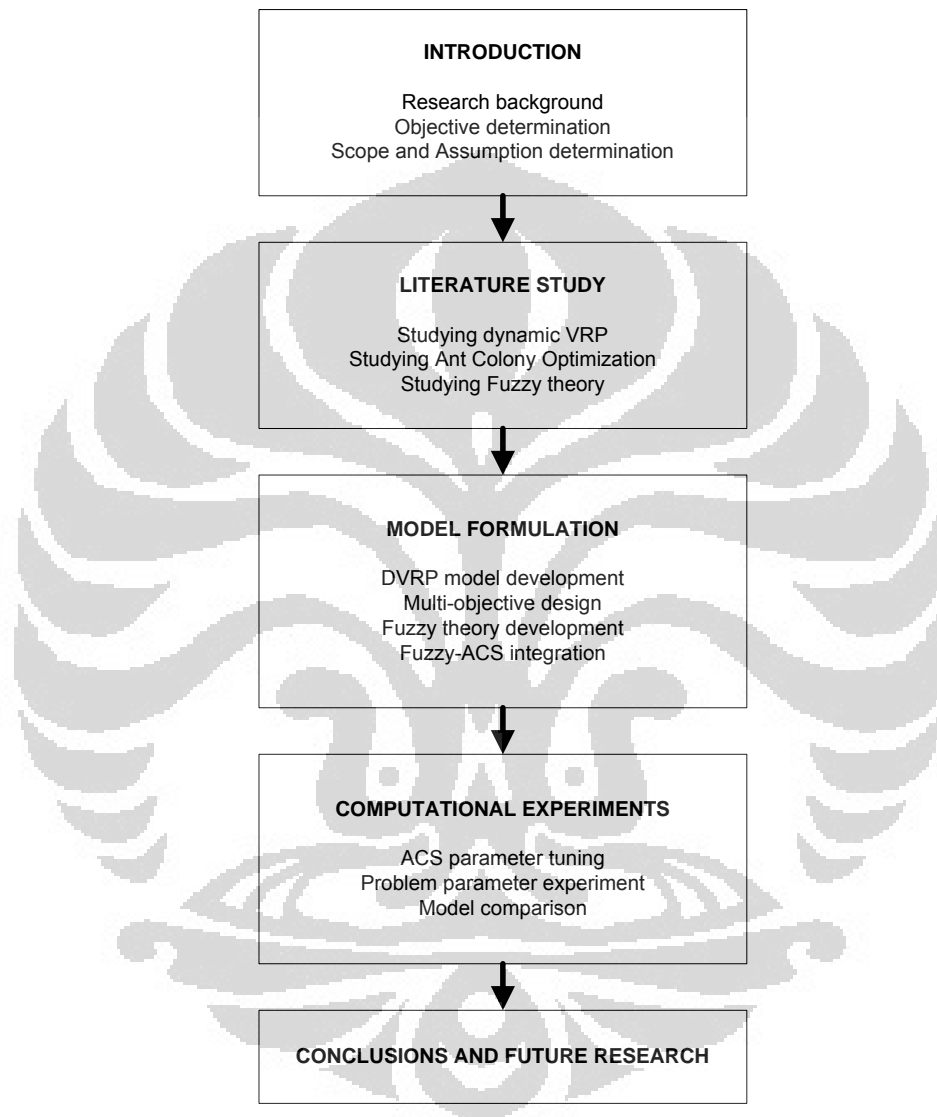 INTRODUCTION
Research background
Objective determination
Scope and Assumption determination
LITERATURE STUDY
Studying dynamic VRP
Studying Ant Colony Optimization
Studying Fuzzy theory
MODEL FORMULATION
DVRP model development
Multi-objective design
Fuzzy theory development
Fuzzy-ACS integration
COMPUTATIONAL EXPERIMENTS
ACS parameter tuning
Problem parameter experiment
Model comparison
CONCLUSIONS AND FUTURE RESEARCH